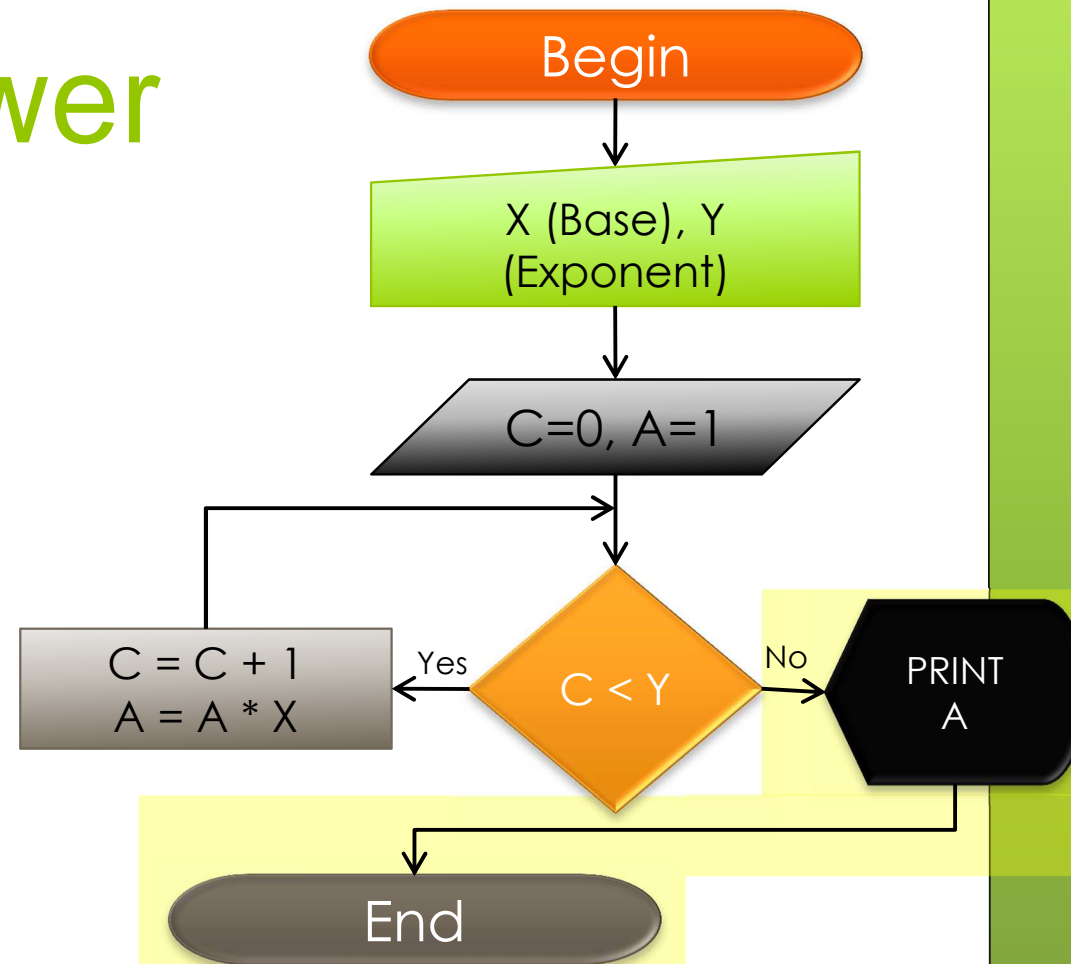 wer
Begin
X (Base), Y
(Exponent)
C=0, A=1
C = C + 1
A = A * X
Yes
C < Y
No
PRINT
A
End